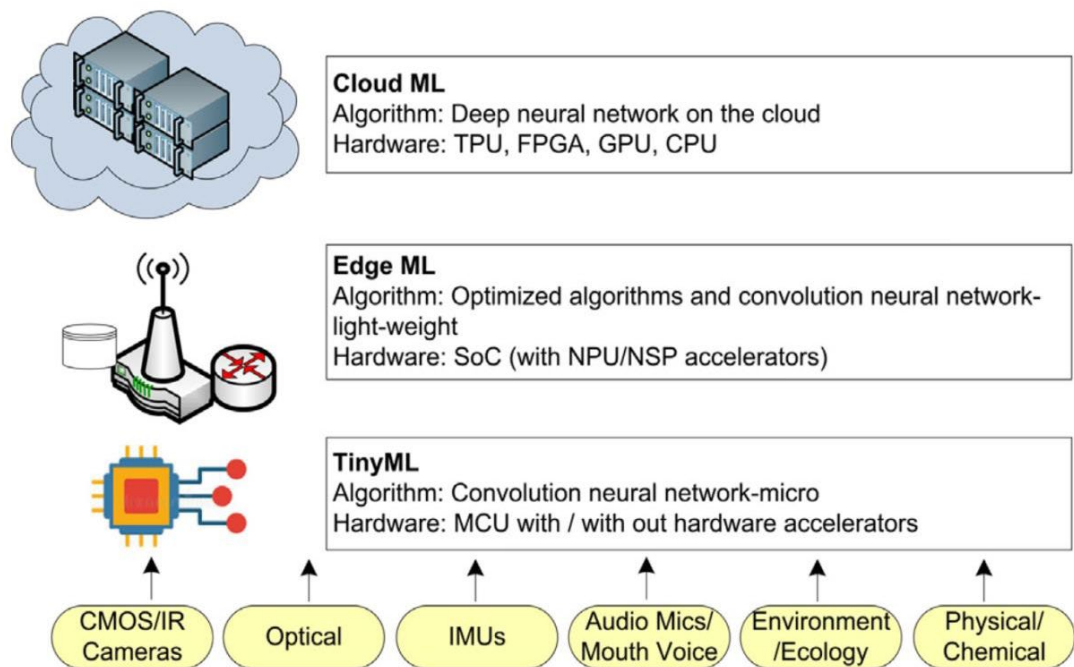 Cloud ML
Algorithm: Deep neural network on the cloud
Hardware: TPU, FPGA, GPU, CPU
Edge ML
Algorithm: Optimized algorithms and convolution neural network-
light-weight
Hardware: SoC (with NPU/NSP accelerators)
TinyML
Algorithm: Convolution neural network-micro
Hardware: MCU with / with out hardware accelerators
CMOS/IR
Cameras
Optical
IMUs
Audio Mics/
Mouth Voice
Environment
/Ecology
Physical/
Chemical